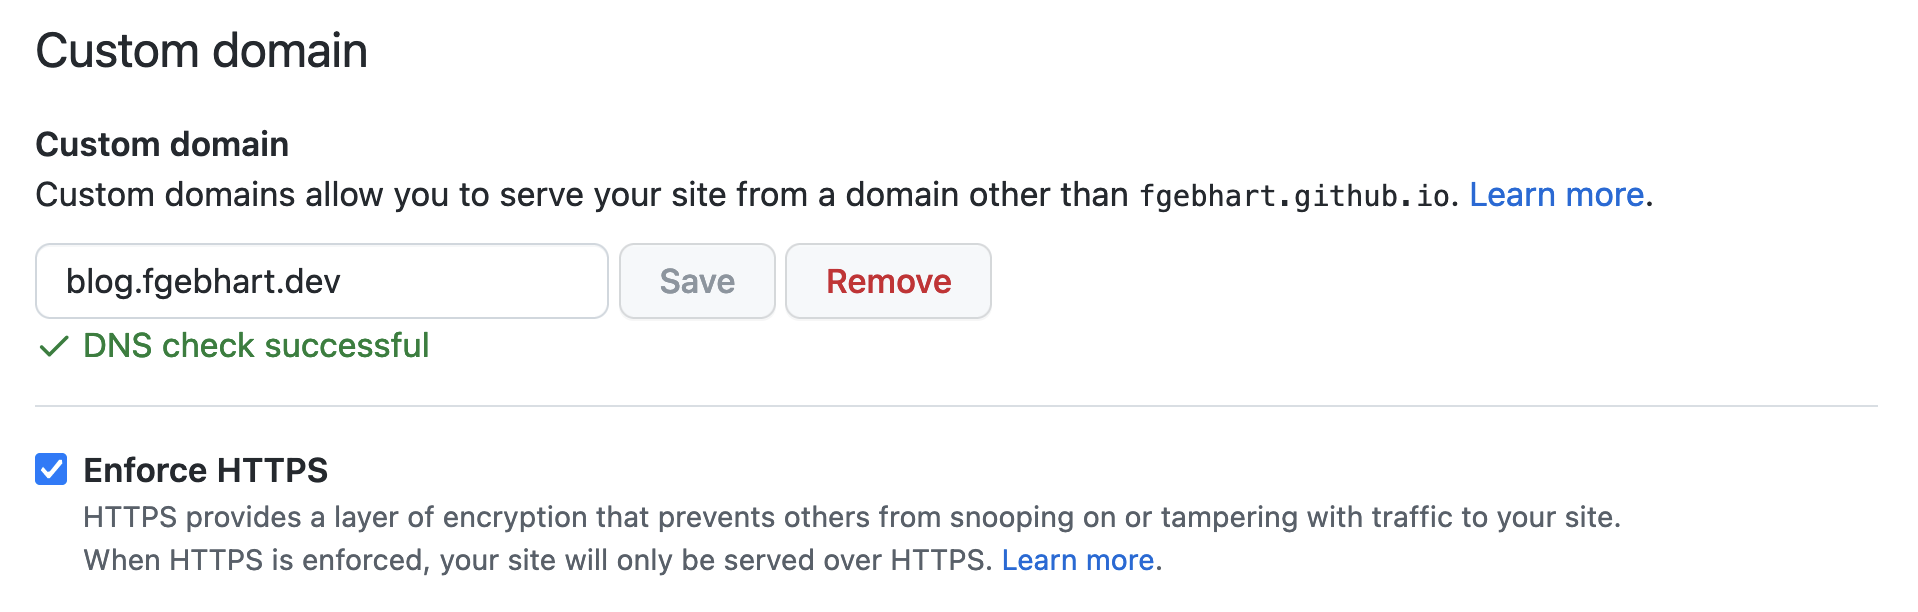 Custom domain
Custom domain
Custom domains allow you to serve your site from a domain other than fgebhart.github.io. Learn more.
blog.fgebhart.dev Save Remove
DNS check successful
Enforce HTTPS
HTTPS provides a layer of encryption that prevents others from snooping on or tampering with traffic to your site.
When HTTPS is enforced, your site will only be served over HTTPS. Learn more.